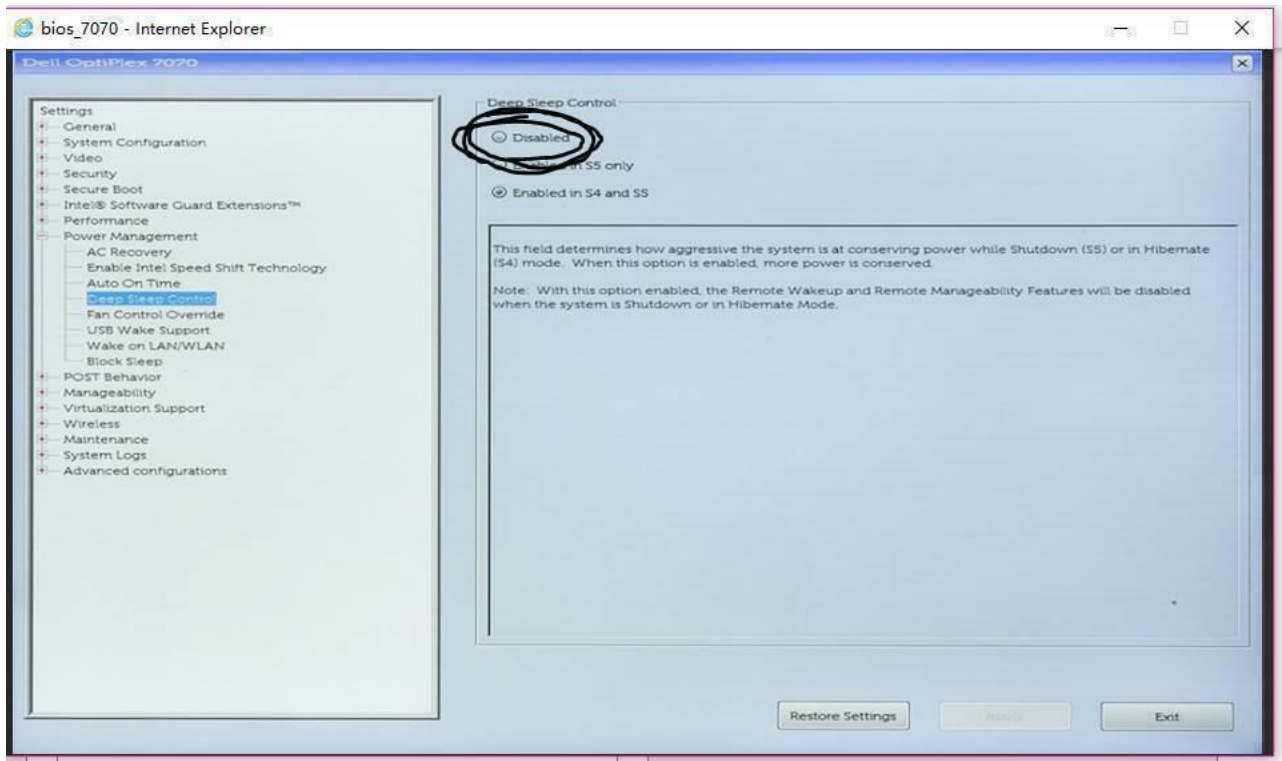 bios_7070 - Internet Explorer
Dell OptiPlex 7070
Settings
General
System Configuration
Video
Security
Secure Boot
Intel® Software Guard Extensions™
Performance
Power Management
AC Recovery
Enable Intel Speed Shift Technology
Auto On Time
Deep Sleep Control
Fan Control Override
USB Wake Support
Wake on LAN/WLAN
Block Sleep
POST Behavior
Manageability
Virtualization Support
Wireless
Maintenance
System Logs
Advanced configurations
Deep Sleep Control
Disabled
Enabled in S5 only
Enabled in S4 and S5
This field determines how aggressive the system is at conserving power while Shutdown (S5) or in Hibernate
(S4) mode. When this option is enabled, more power is conserved.
Note: With this option enabled, the Remote Wakeup and Remote Manageability Features will be disabled
when the system is Shutdown or in Hibernate Mode.
Restore Settings
Apply
Exit